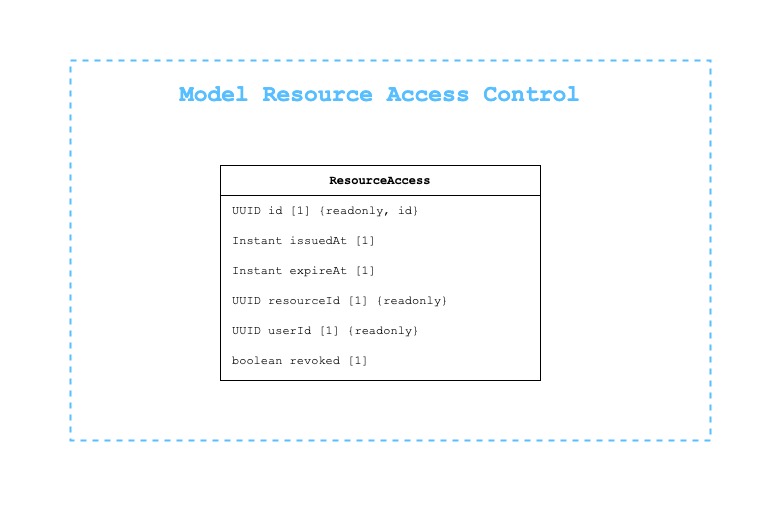 Model Resource Access Control
ResourceAccess
UUID id [1] {readonly, id}
Instant issuedAt [1]
Instant expireAt [1]
UUID resourceId [1] {readonly}
UUID userId [1] {readonly}
boolean revoked [1]